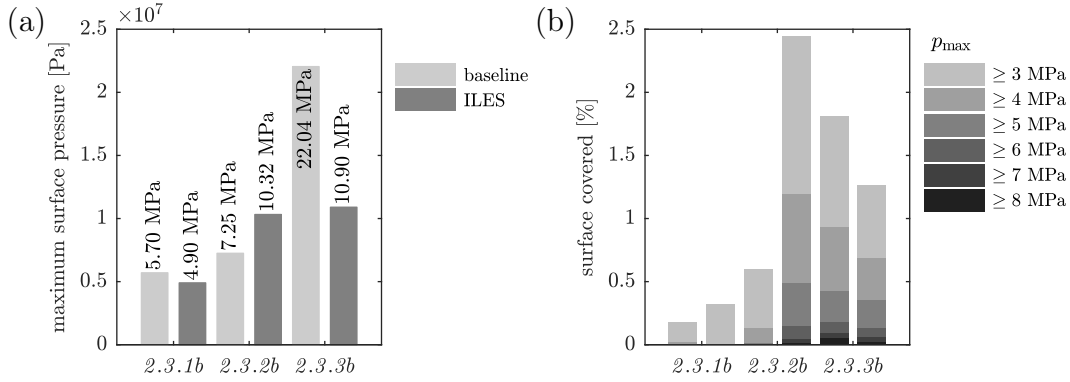 (a)
×10⁷
maximum surface pressure [Pa]
2.5
2
1.5
1
0.5
0
5.70 MPa
4.90 MPa
7.25 MPa
10.32 MPa
22.04 MPa
10.90 MPa
2.3.1b
2.3.2b
2.3.3b
baseline
ILES
(b)
surface covered [%]
2.5
2
1.5
1
0.5
0
2.3.1b
2.3.2b
2.3.3b
pmax
≥ 3 MPa
≥ 4 MPa
≥ 5 MPa
≥ 6 MPa
≥ 7 MPa
≥ 8 MPa